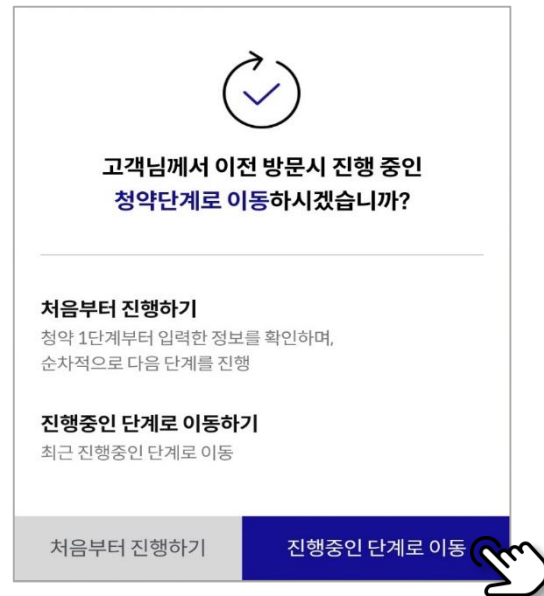 고객님께서 이전 방문시 진행 중인
청약단계로 이동하시겠습니까?
처음부터 진행하기
청약 1단계부터 입력한 정보를 확인하며,
순차적으로 다음 단계를 진행
진행중인 단계로 이동하기
최근 진행중인 단계로 이동
처음부터 진행하기
진행중인 단계로 이동